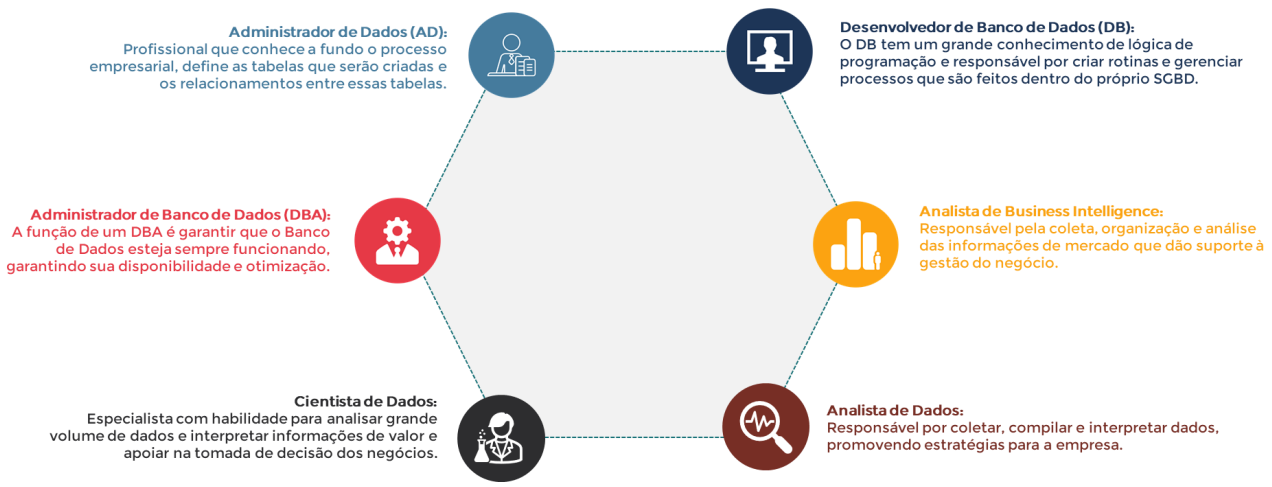 Administrador de Dados (AD):
Profissional que conhece a fundo o processo
empresarial, define as tabelas que serão criadas e
os relacionamentos entre essas tabelas.
Desenvolvedor de Banco de Dados (DB):
O DB tem um grande conhecimento de lógica de
programação e responsável por criar rotinas e gerenciar
processos que são feitos dentro do próprio SGBD.
Administrador de Banco de Dados (DBA):
A função de um DBA é garantir que o Banco
de Dados esteja sempre funcionando,
garantindo sua disponibilidade e otimização.
Analista de Business Intelligence:
Responsável pela coleta, organização e análise
das informações de mercado que dão suporte à
gestão do negócio.
Cientista de Dados:
Especialista com habilidade para analisar grande
volume de dados e interpretar informações de valor e
apoiar na tomada de decisão dos negócios.
Analista de Dados:
Responsável por coletar, compilar e interpretar dados,
promovendo estratégias para a empresa.